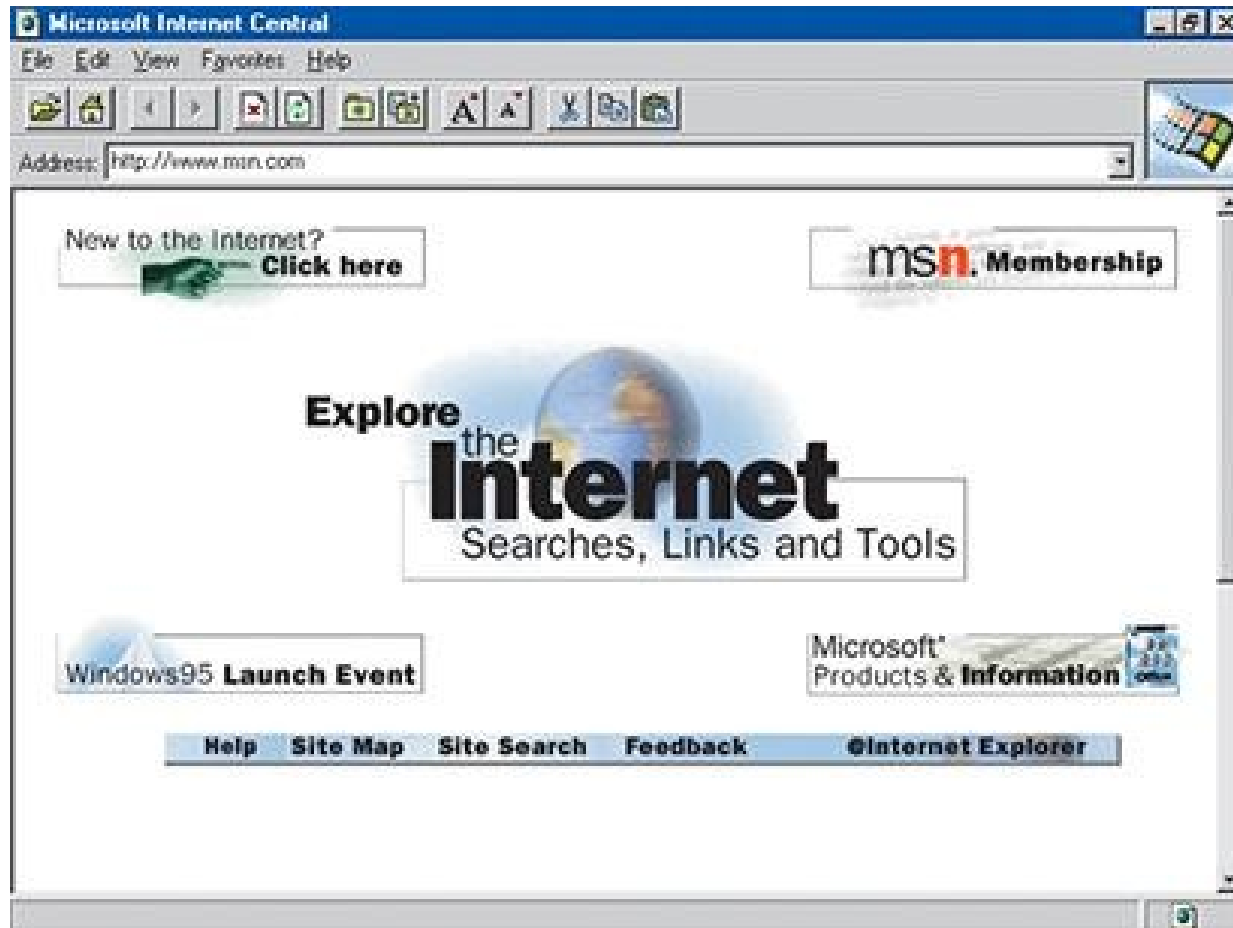 Microsoft Internet Central
File Edit View Favorites Help
A A
Address: http://www.msn.com
New to the Internet?
Click here
msn. Membership
Explore
the
Internet
Searches, Links and Tools
Windows95 Launch Event
Microsoft
Products & Information
Office
Help Site Map Site Search Feedback @Internet Explorer